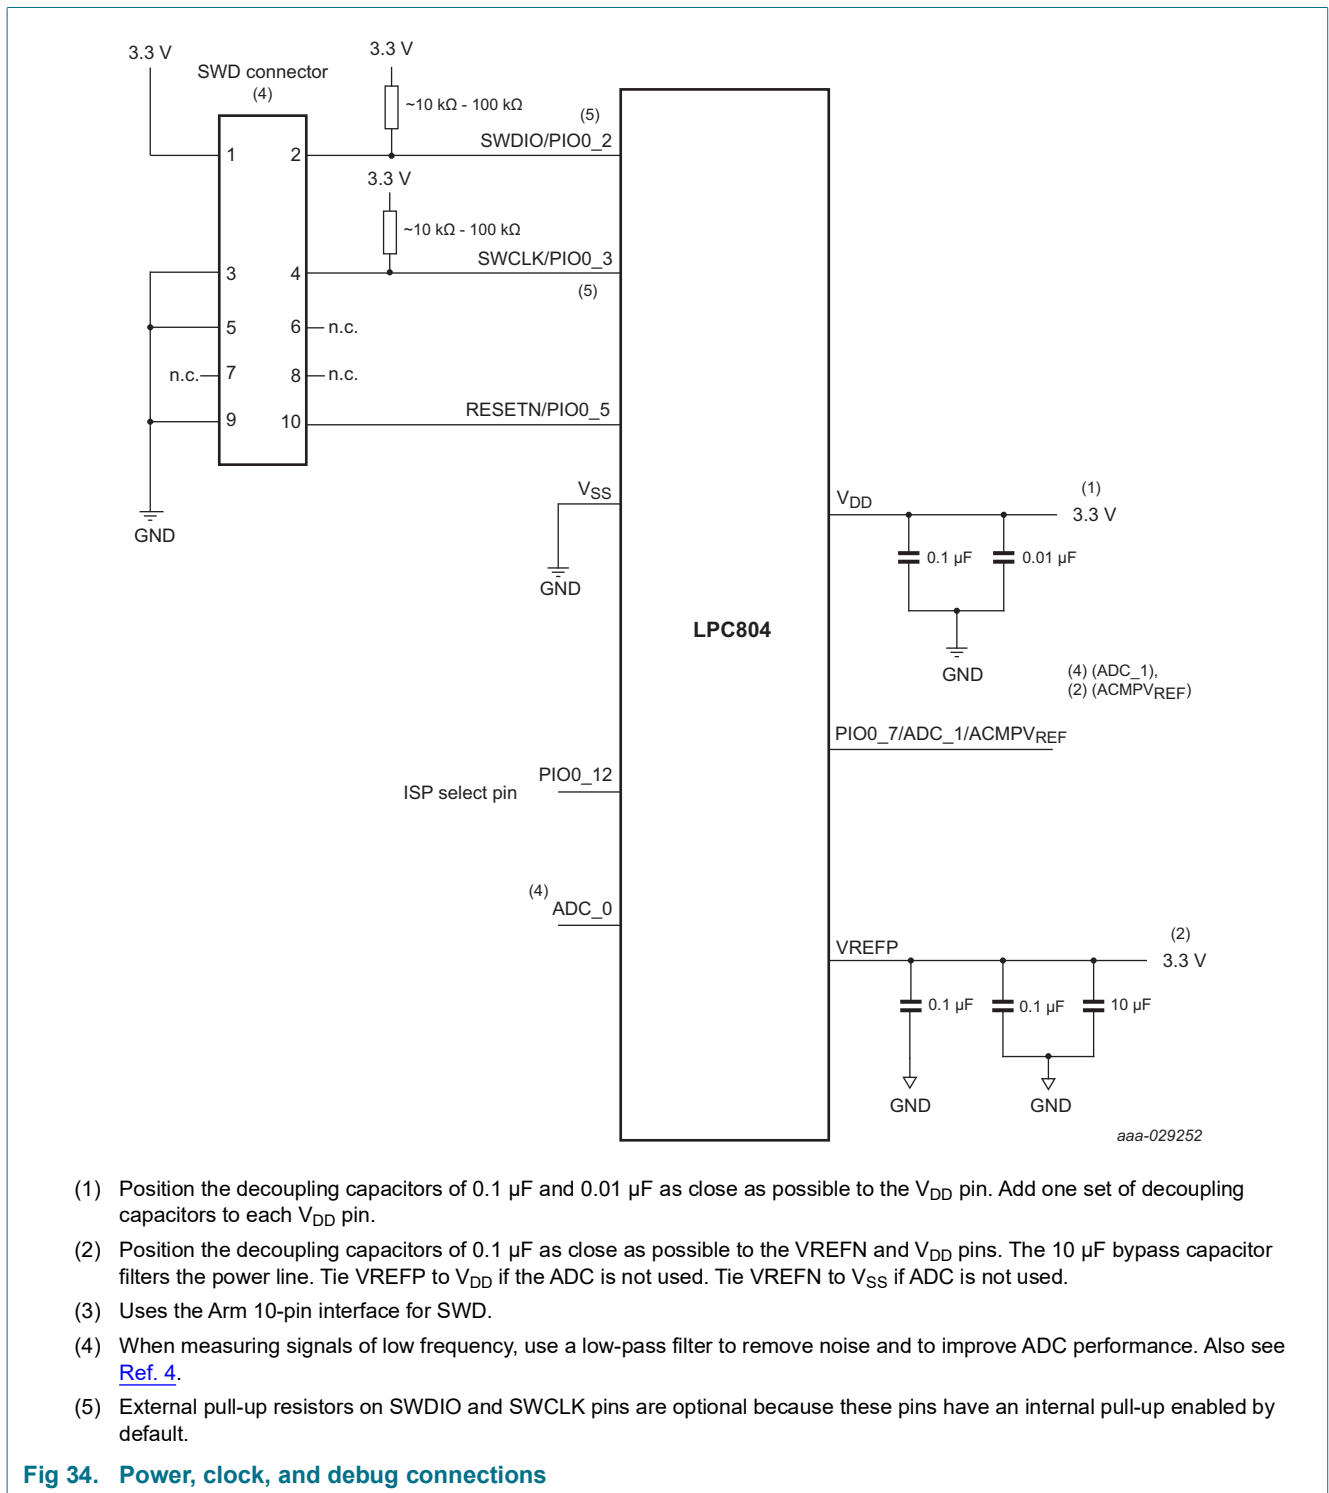 3.3 V
3.3 V
SWD connector
(4)
~10 kΩ - 100 kΩ
(5)
SWDIO/PIO0_2
1
2
3.3 V
~10 kΩ - 100 kΩ
SWCLK/PIO0_3
3
4
(5)
5
6
n.c.
n.c.
7
8
n.c.
RESETN/PIO0_5
9
10
VSS
GND
GND
VDD
(1)
3.3 V
0.1 µF
0.01 µF
GND
LPC804
(4) (ADC_1),
(2) (ACMPVREF)
PIO0_7/ADC_1/ACMPVREF
PIO0_12
ISP select pin
(4)
ADC_0
VREFP
(2)
3.3 V
0.1 µF
0.1 µF
10 µF
GND
GND
aaa-029252
(1) Position the decoupling capacitors of 0.1 µF and 0.01 µF as close as possible to the VDD pin. Add one set of decoupling
capacitors to each VDD pin.
(2) Position the decoupling capacitors of 0.1 µF as close as possible to the VREFN and VDD pins. The 10 µF bypass capacitor
filters the power line. Tie VREFP to VDD if the ADC is not used. Tie VREFN to VSS if ADC is not used.
(3) Uses the Arm 10-pin interface for SWD.
(4) When measuring signals of low frequency, use a low-pass filter to remove noise and to improve ADC performance. Also see
Ref. 4.
(5) External pull-up resistors on SWDIO and SWCLK pins are optional because these pins have an internal pull-up enabled by
default.
Fig 34. Power, clock, and debug connections